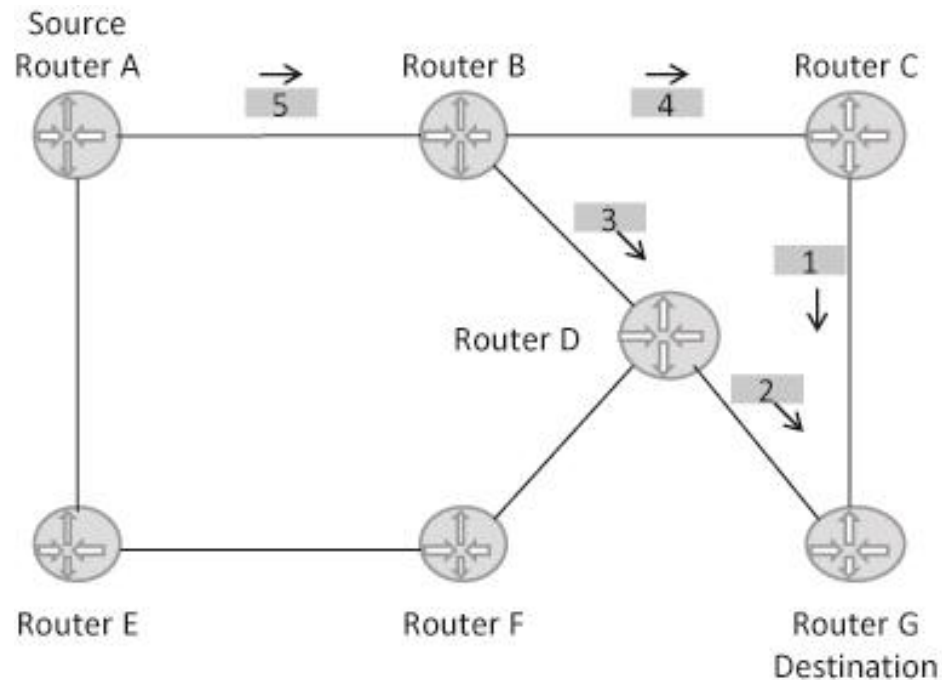 Source
Router A
Router B
Router C
5
4
3
1
Router D
2
Router E
Router F
Router G
Destination